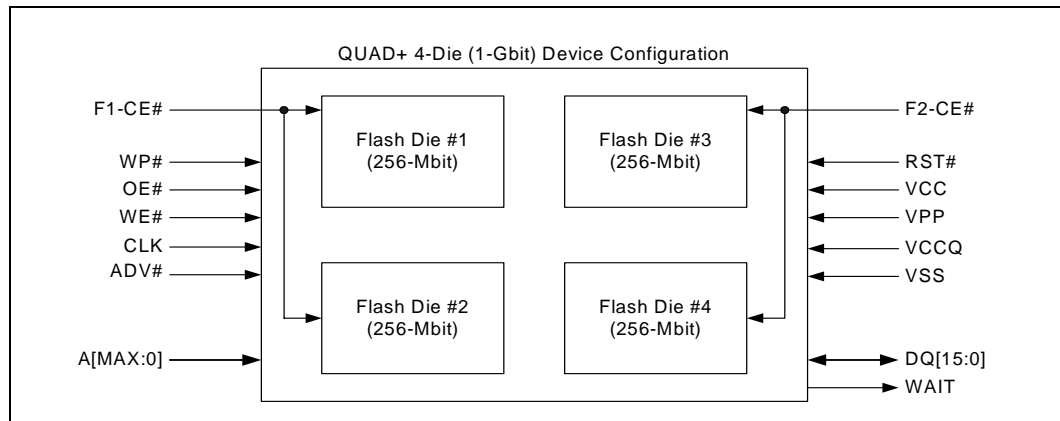 QUAD+ 4-Die (1-Gbit) Device Configuration
F1-CE#
F2-CE#
Flash Die #1
(256-Mbit)
Flash Die #3
(256-Mbit)
WP#
RST#
OE#
VCC
WE#
VPP
CLK
VCCQ
ADV#
VSS
Flash Die #2
(256-Mbit)
Flash Die #4
(256-Mbit)
A[MAX:0]
DQ[15:0]
WAIT